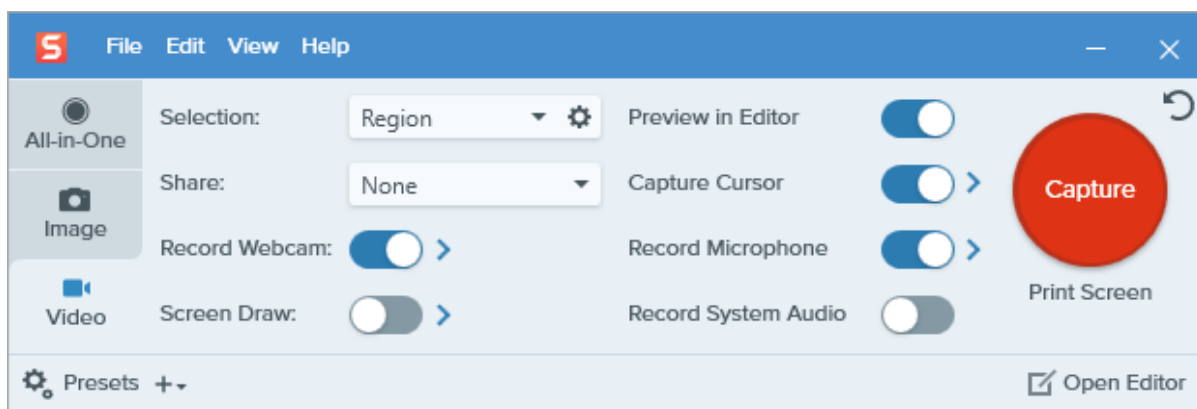 S File Edit View Help
All-in-One
Image
Video
Selection: Region
Share: None
Record Webcam:
Screen Draw:
Preview in Editor
Capture Cursor
Record Microphone
Record System Audio
Capture
Print Screen
Presets
Open Editor